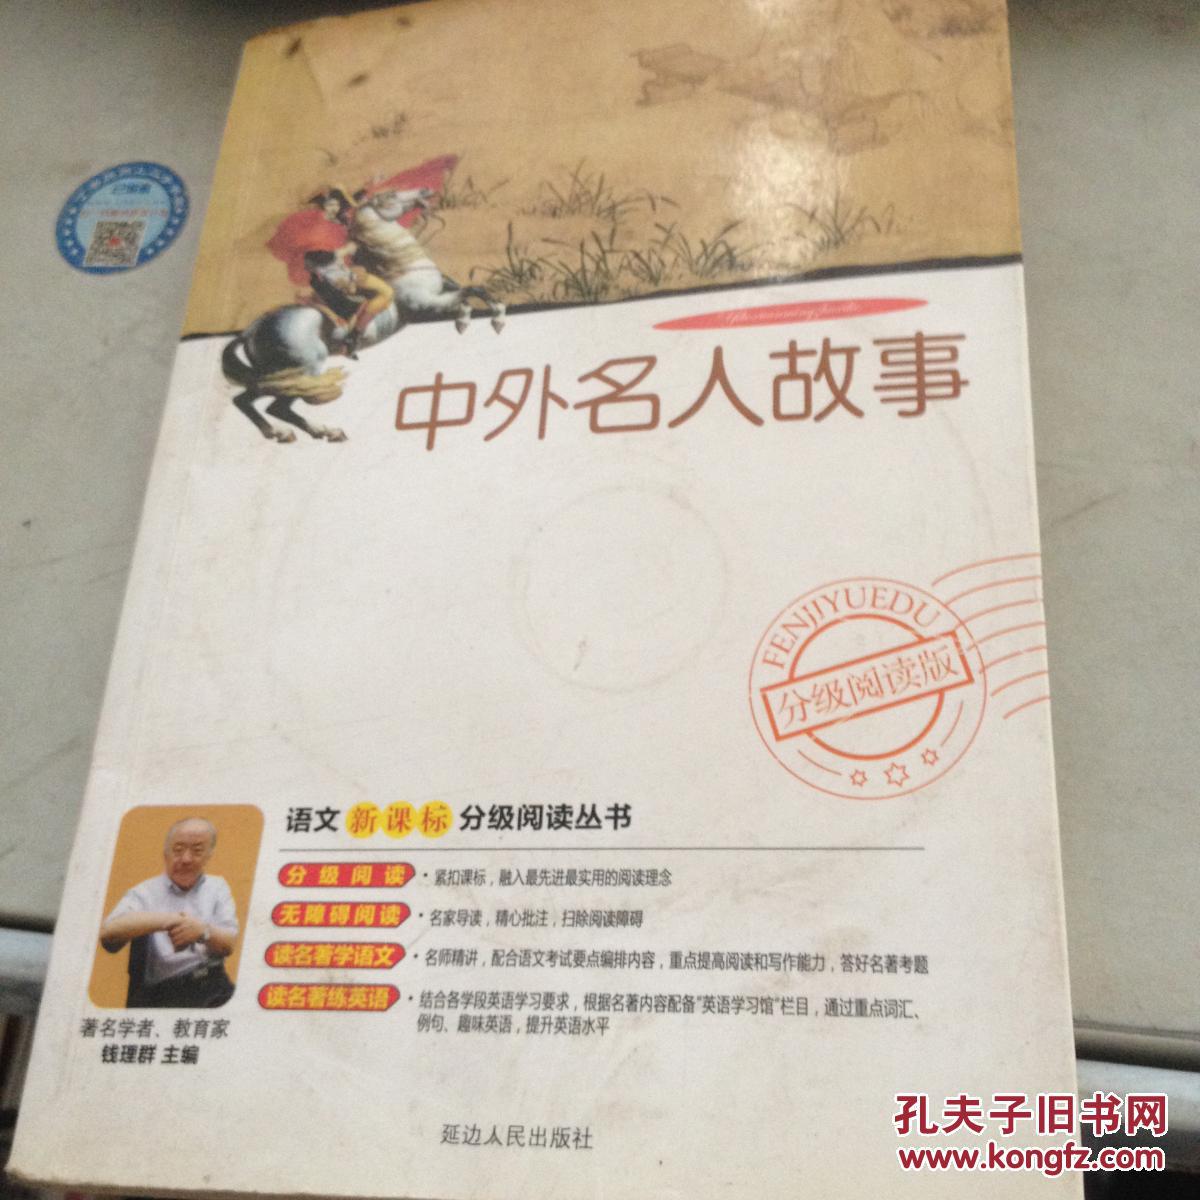 中外名人故事
FENJIYUEDU
分级阅读版
语文新课标分级阅读丛书
分级阅读 ·紧扣课标，融入最先进最实用的阅读理念
无障碍阅读 ·名家导读，精心批注，扫除阅读障碍
读名著学语文 ·名师精讲，配合语文考试要点编排内容，重点提高阅读和写作能力，答好名著考题
读名著练英语 ·结合各学段英语学习要求，根据名著内容配备“英语学习馆”栏目，通过重点词汇、
例句、趣味英语，提升英语水平
著名学者、教育家
钱理群 主编
延边人民出版社
孔夫子旧书网
www.kongfz.com